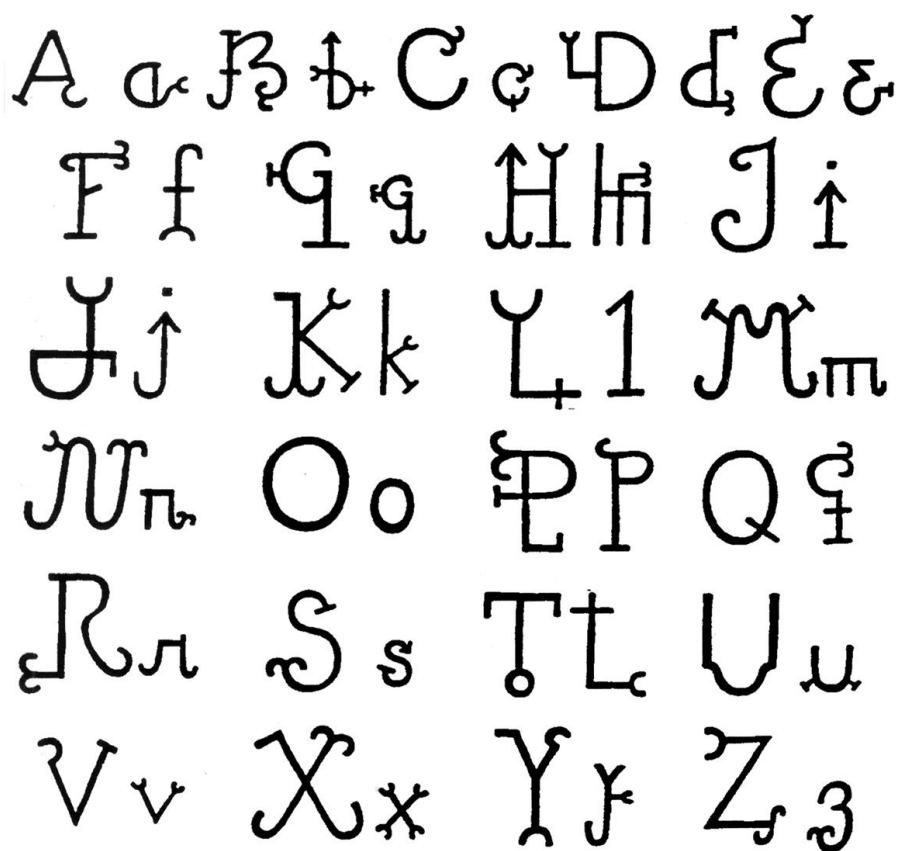 A a B b C c D d E e
F f G g H h I i
J j K k L l M m
N n O o P p Q q
R r S s T t U u
V v X x Y y Z z